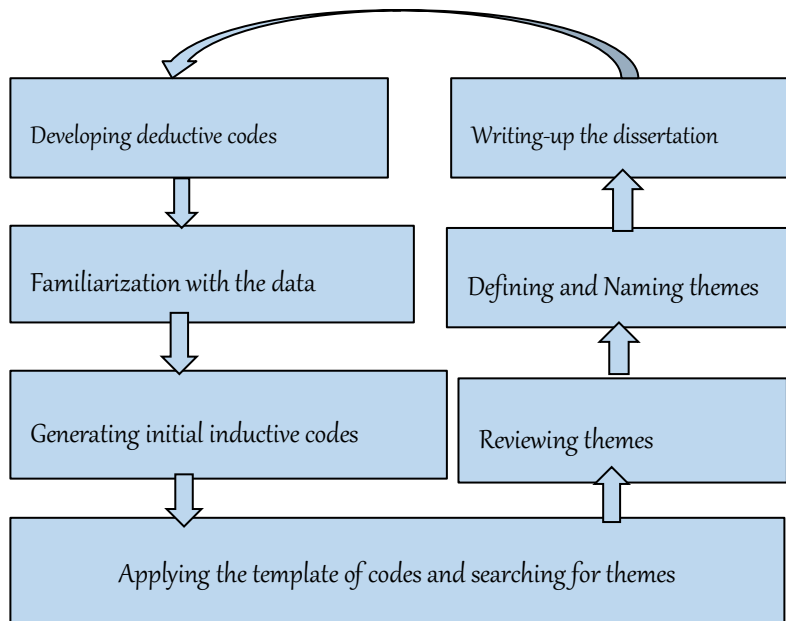 Developing deductive codes
Familiarization with the data
Generating initial inductive codes
Applying the template of codes and searching for themes
Reviewing themes
Defining and Naming themes
Writing-up the dissertation